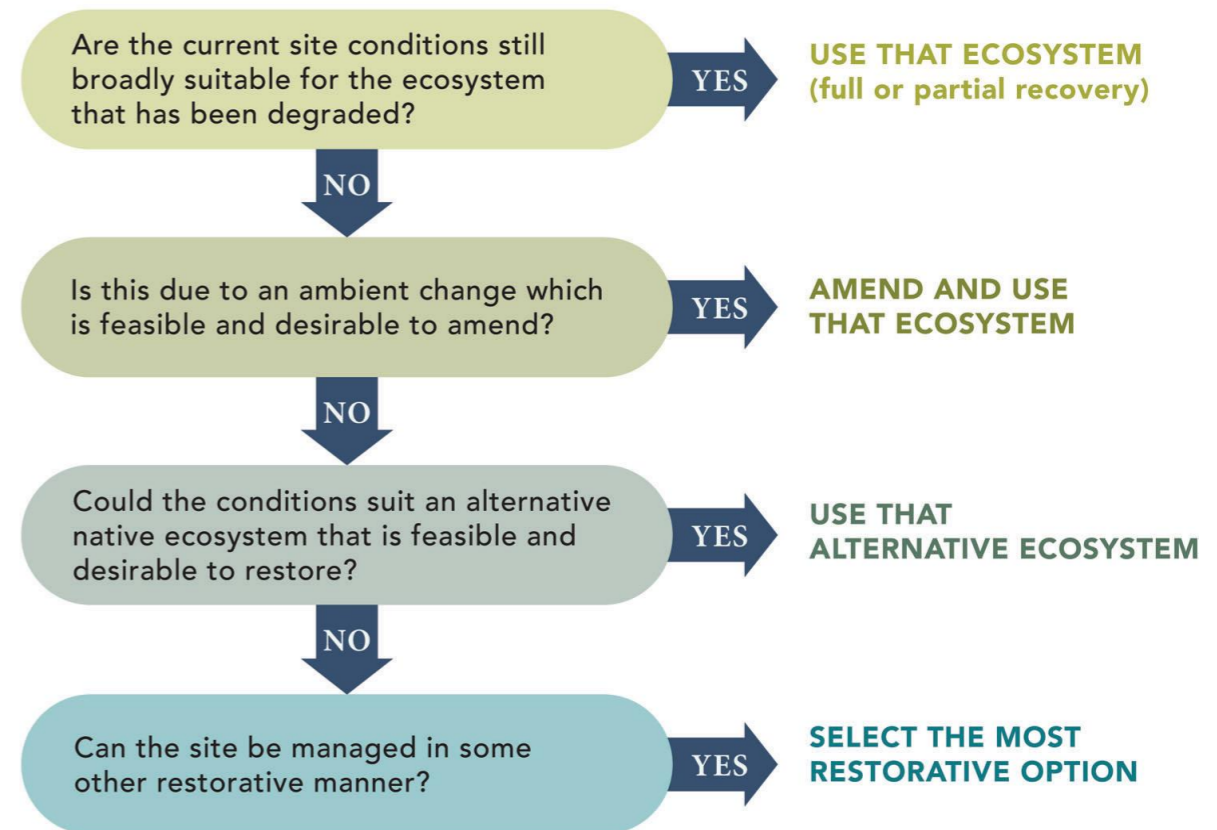 Are the current site conditions still
broadly suitable for the ecosystem
that has been degraded?
YES
USE THAT ECOSYSTEM
(full or partial recovery)
NO
Is this due to an ambient change which
is feasible and desirable to amend?
YES
AMEND AND USE
THAT ECOSYSTEM
NO
Could the conditions suit an alternative
native ecosystem that is feasible and
desirable to restore?
YES
USE THAT
ALTERNATIVE ECOSYSTEM
NO
Can the site be managed in some
other restorative manner?
YES
SELECT THE MOST
RESTORATIVE OPTION